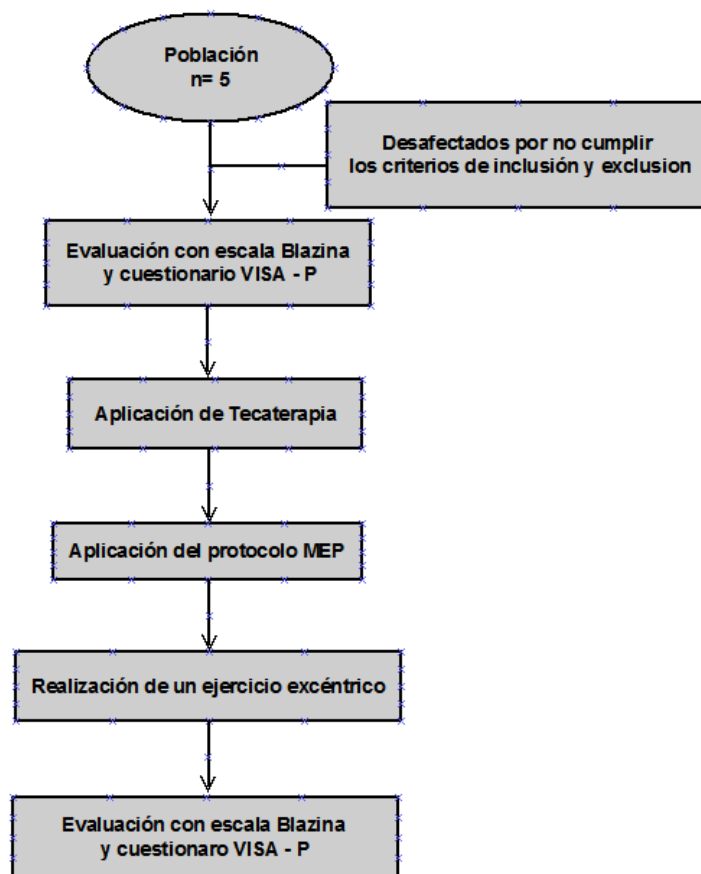 Población
n= 5
Desafectados por no cumplir
los criterios de inclusión y exclusion
Evaluación con escala Blazina
y cuestionario VISA - P
Aplicación de Tecaterapia
Aplicación del protocolo MEP
Realización de un ejercicio excéntrico
Evaluación con escala Blazina
y cuestionaro VISA - P